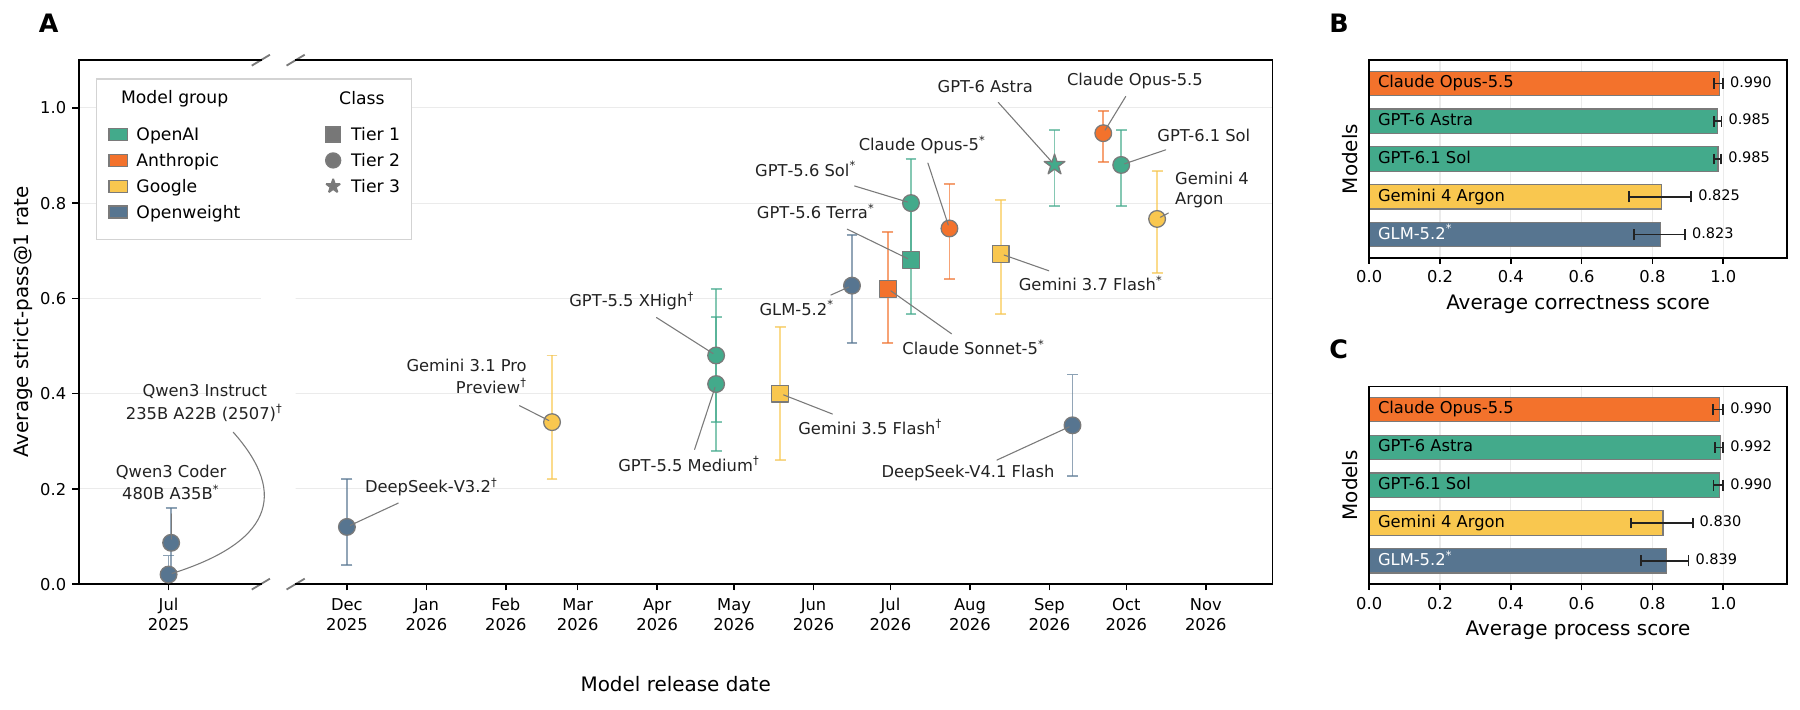 A
Average strict-pass@1 rate
1.0
0.8
0.6
0.4
0.2
0.0
Model group
OpenAI
Anthropic
Google
Openweight
Class
Tier 1
Tier 2
Tier 3
Qwen3 Instruct
235B A22B (2507)†
Qwen3 Coder
480B A35B*
DeepSeek-V3.2†
Gemini 3.1 Pro
Preview†
GPT-5.5 XHigh†
GPT-5.5 Medium†
Gemini 3.5 Flash†
GLM-5.2*
GPT-5.6 Sol*
GPT-5.6 Terra*
Claude Opus-5*
Claude Sonnet-5*
Gemini 3.7 Flash*
DeepSeek-V4.1 Flash
GPT-6 Astra
Claude Opus-5.5
GPT-6.1 Sol
Gemini 4
Argon
Jul
2025
Dec
2025
Jan
2026
Feb
2026
Mar
2026
Apr
2026
May
2026
Jun
2026
Jul
2026
Aug
2026
Sep
2026
Oct
2026
Nov
2026
Model release date
B
Models
Claude Opus-5.5 0.990
GPT-6 Astra 0.985
GPT-6.1 Sol 0.985
Gemini 4 Argon 0.825
GLM-5.2* 0.823
0.0 0.2 0.4 0.6 0.8 1.0
Average correctness score
C
Models
Claude Opus-5.5 0.990
GPT-6 Astra 0.992
GPT-6.1 Sol 0.990
Gemini 4 Argon 0.830
GLM-5.2* 0.839
0.0 0.2 0.4 0.6 0.8 1.0
Average process score